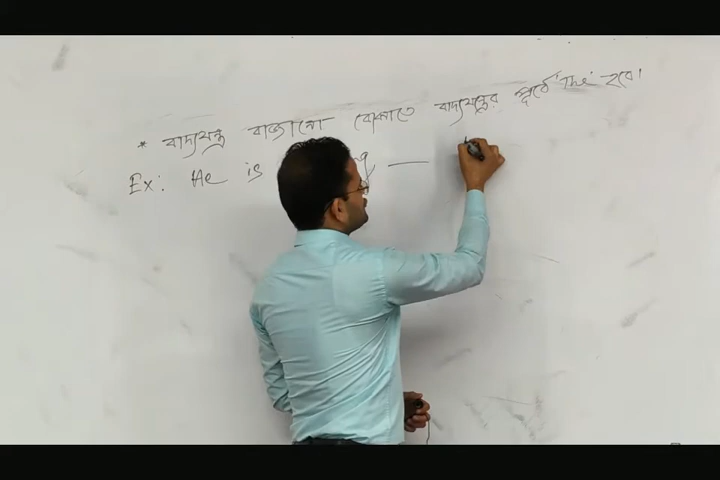 * বাদ্যযন্ত্র বাজানো বোঝাতে বাদ্যযন্ত্রের পূর্বে 'The' হবে।
Ex: He is —